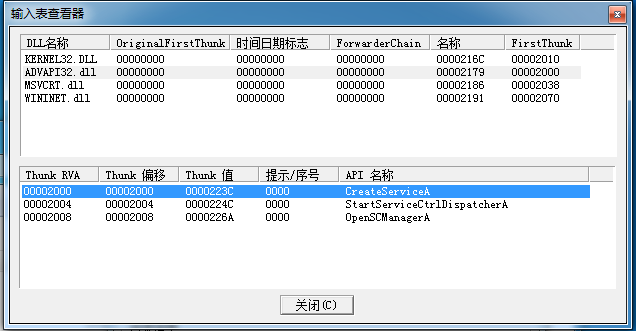 输入表查看器
DLL名称 OriginalFirstThunk 时间日期标志 ForwarderChain 名称 FirstThunk
KERNEL32.DLL 00000000 00000000 00000000 0000216C 00002010
ADVAPI32.dll 00000000 00000000 00000000 00002179 00002000
MSVCRT.dll 00000000 00000000 00000000 00002186 00002038
WININET.dll 00000000 00000000 00000000 00002191 00002070
Thunk RVA Thunk 偏移 Thunk 值 提示/序号 API 名称
00002000 00002000 0000223C 0000 CreateServiceA
00002004 00002004 0000224C 0000 StartServiceCtrlDispatcherA
00002008 00002008 0000226A 0000 OpenSCManagerA
关闭(C)